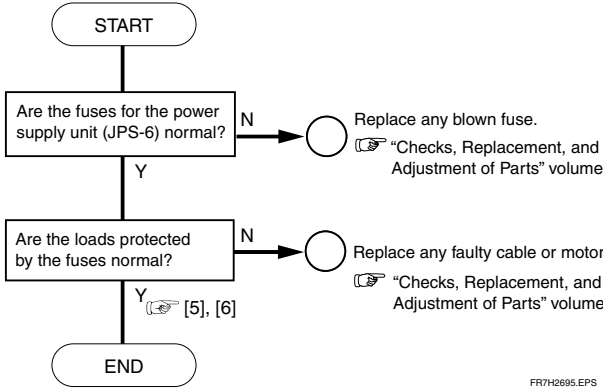 START
Are the fuses for the power
supply unit (JPS-6) normal?
N
Replace any blown fuse.
“Checks, Replacement, and
Adjustment of Parts” volume
Y
Are the loads protected
by the fuses normal?
N
Replace any faulty cable or motor
“Checks, Replacement, and
Adjustment of Parts” volume
Y
[5], [6]
END
FR7H2695.EPS